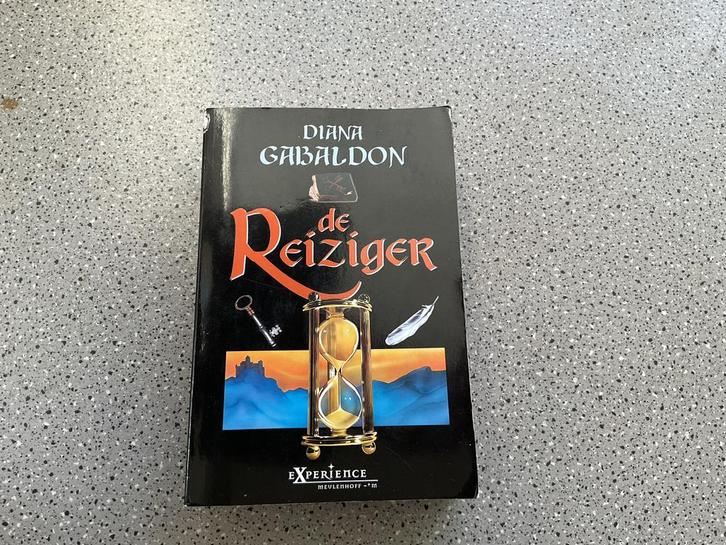 DIANA
GABALDON
de
REIZIGER
EXPERIENCE
MEULENHOFF-*M